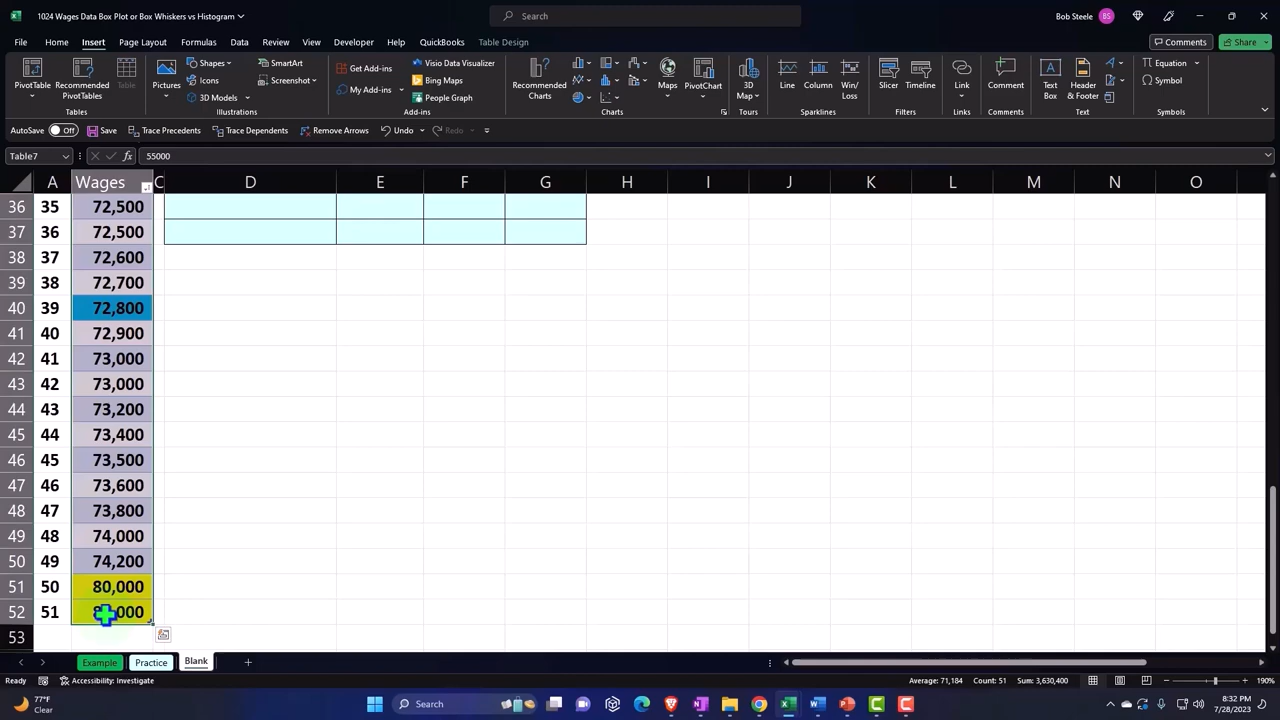 1024 Wages Data Box Plot or Box Whiskers vs Histogram
Search
Bob Steele
BS
File Home Insert Page Layout Formulas Data Review View Developer Help QuickBooks Table Design
Comments
Share
PivotTable
Recommended PivotTables
Table
Tables
Pictures
Shapes
Icons
3D Models
SmartArt
Screenshot
Illustrations
Get Add-ins
My Add-ins
Visio Data Visualizer
Bing Maps
People Graph
Add-ins
Recommended Charts
Maps
PivotChart
Charts
3D Map
Tours
Line
Column
Win/Loss
Sparklines
Slicer
Timeline
Filters
Link
Links
Comment
Comments
Text Box
Header & Footer
Text
Equation
Symbol
Symbols
AutoSave Off Save Trace Precedents Trace Dependents Remove Arrows Undo Redo
Table7 fx 55000
A Wages C D E F G H I J K L M N O
36 35 72,500
37 36 72,500
38 37 72,600
39 38 72,700
40 39 72,800
41 40 72,900
42 41 73,000
43 42 73,000
44 43 73,200
45 44 73,400
46 45 73,500
47 46 73,600
48 47 73,800
49 48 74,000
50 49 74,200
51 50 80,000
52 51
53
Example Practice Blank
Ready Accessibility: Investigate Average: 71,184 Count: 51 Sum: 3,630,400 190%
77°F
Clear
Search
8:32 PM
7/28/2023